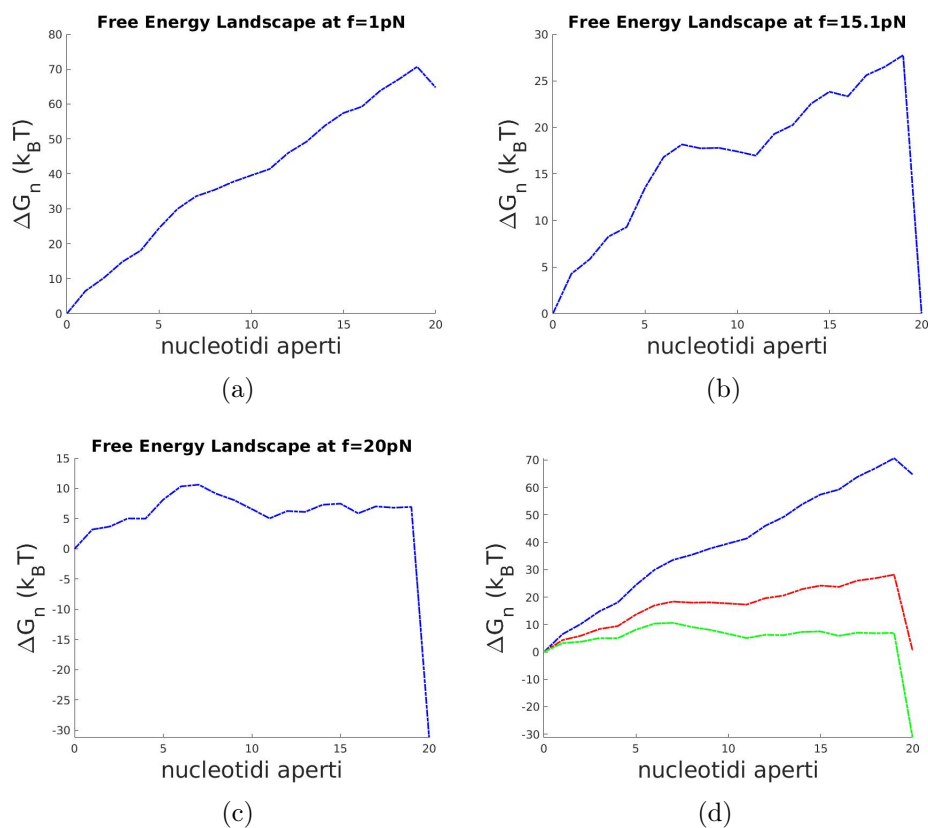 Free Energy Landscape at f=1pN
80
70
60
50
40
30
20
10
0
0 5 10 15 20
ΔG_n (k_BT)
nucleotidi aperti
(a)
Free Energy Landscape at f=15.1pN
30
25
20
15
10
5
0
0 5 10 15 20
ΔG_n (k_BT)
nucleotidi aperti
(b)
Free Energy Landscape at f=20pN
15
10
5
0
-5
-10
-15
-20
-25
-30
0 5 10 15 20
ΔG_n (k_BT)
nucleotidi aperti
(c)
70
60
50
40
30
20
10
0
-10
-20
-30
0 5 10 15 20
ΔG_n (k_BT)
nucleotidi aperti
(d)